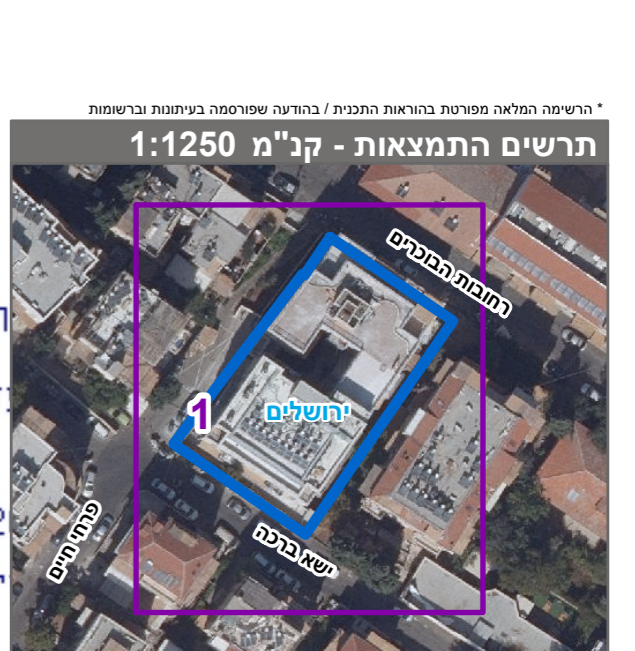 * הרשימה המלאה מפורטת בהוראות התכנית / בהודעה שפורסמה בעיתונות וברשומות
תרשים התמצאות - קנ"מ 1:1250
רחובות הבוכרים
1
ירושלים
פרחי חיים
ישא ברכה